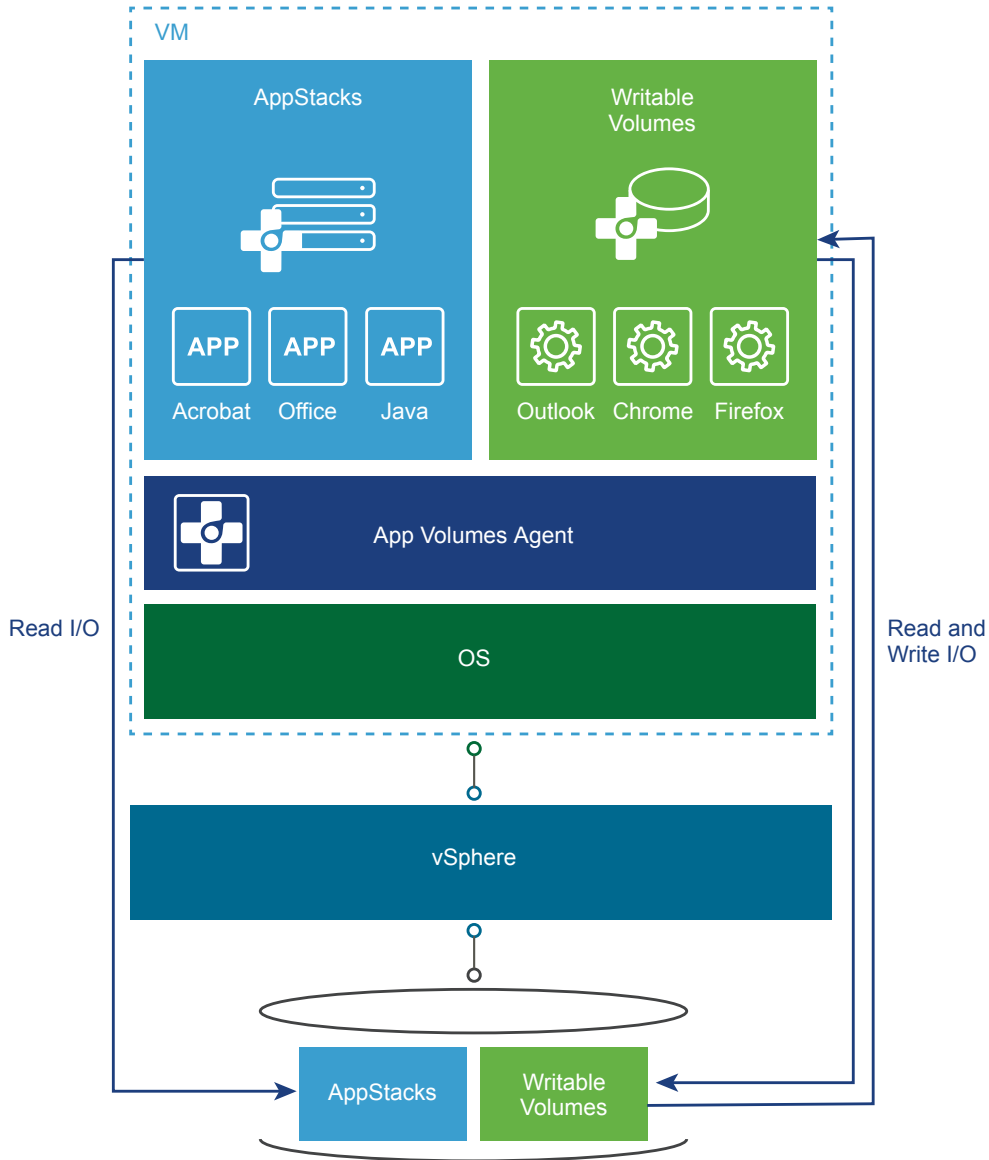 VM
AppStacks
Writable
Volumes
APP
APP
APP
Acrobat
Office
Java
Outlook
Chrome
Firefox
App Volumes Agent
Read I/O
OS
Read and
Write I/O
vSphere
AppStacks
Writable
Volumes